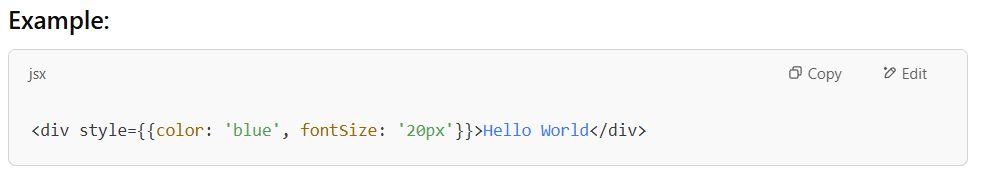 Example:
jsx
Copy
Edit
<div style={{color: 'blue', fontSize: '20px'}}>Hello World</div>